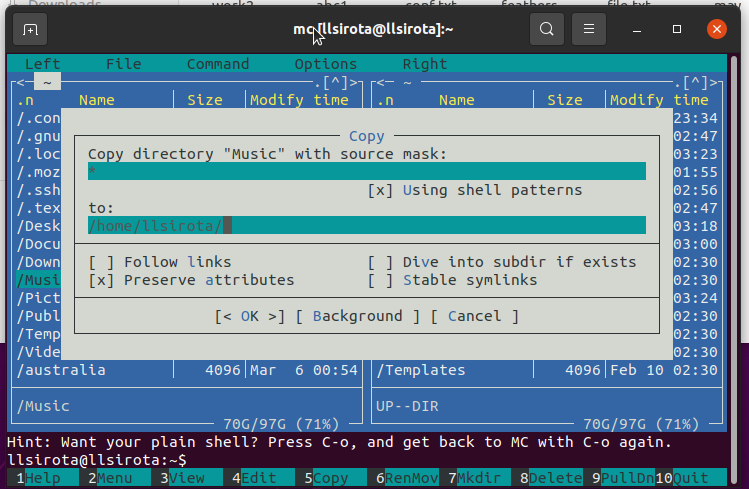 Downloads work2 abc1 conf.txt feathers file.txt may
mc [llsirota@llsirota]:~
Left File Command Options Right
<─ ~ .[^]> <─ ~ .[^]>
.n Name Size Modify time .n Name Size Modify time
/.con 23:34
/.gnu 02:47
/.loc 03:23
/.moz 01:55
/.ssh 02:56
/.tex 02:47
/Desk 03:18
/Docu 03:00
/Down 02:30
/Musi 02:30
/Pict 03:24
/Publ 02:30
/Temp 02:30
/Vide 02:30
Copy
Copy directory "Music" with source mask:
*
[x] Using shell patterns
to:
/home/llsirota/
[ ] Follow links [ ] Dive into subdir if exists
[x] Preserve attributes [ ] Stable symlinks
[< OK >] [ Background ] [ Cancel ]
/australia 4096 Mar 6 00:54 /Templates 4096 Feb 10 02:30
/Music UP--DIR
70G/97G (71%) 70G/97G (71%)
Hint: Want your plain shell? Press C-o, and get back to MC with C-o again.
llsirota@llsirota:~$
1Help 2Menu 3View 4Edit 5Copy 6RenMov 7Mkdir 8Delete 9PullDn 10Quit